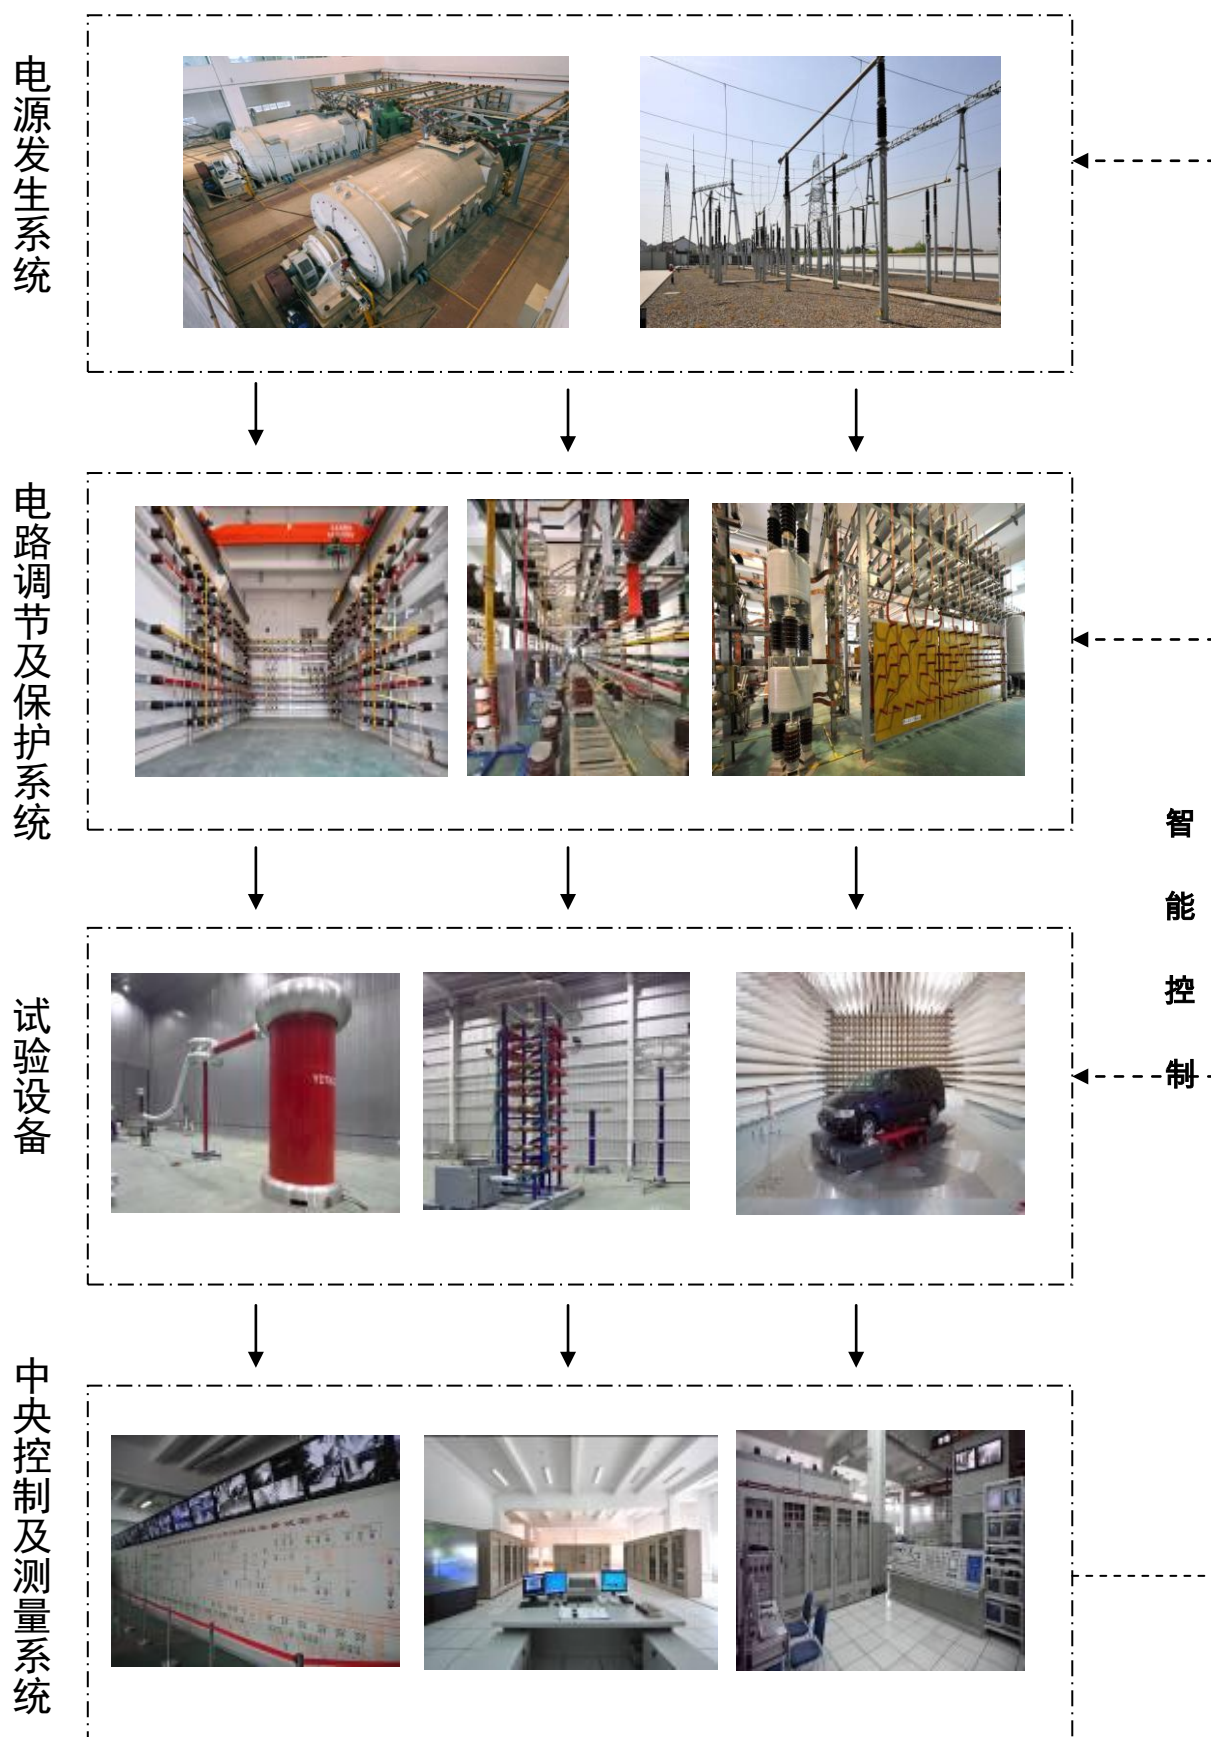 电源发生系统
电路调节及保护系统
智能控制
试验设备
中央控制及测量系统